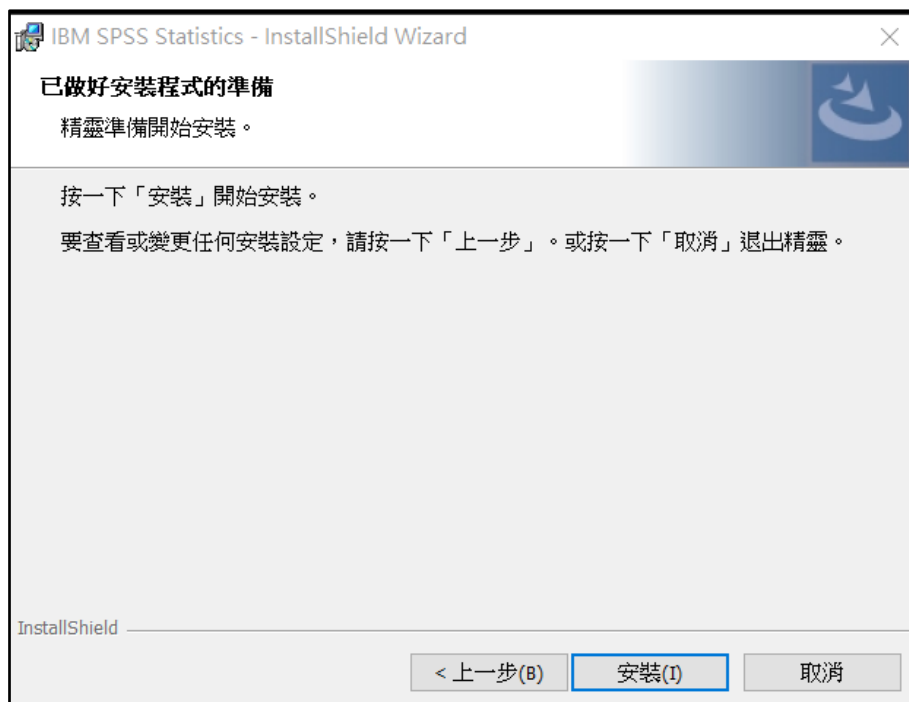 IBM SPSS Statistics - InstallShield Wizard
已做好安裝程式的準備
精靈準備開始安裝。
按一下「安裝」開始安裝。
要查看或變更任何安裝設定，請按一下「上一步」。或按一下「取消」退出精靈。
InstallShield
< 上一步(B) 安裝(I) 取消